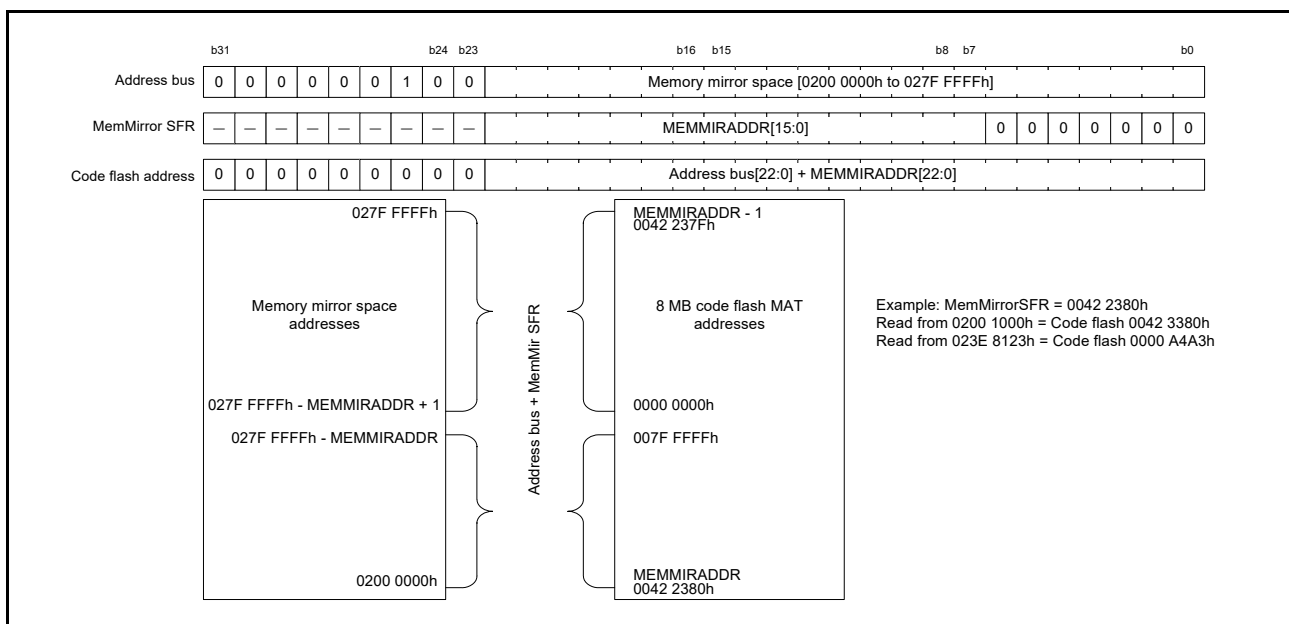 b31 b24 b23 b16 b15 b8 b7 b0
Address bus 0 0 0 0 0 0 1 0 0 Memory mirror space [0200 0000h to 027F FFFFh]
MemMirror SFR — — — — — — — — — MEMMIRADDR[15:0] 0 0 0 0 0 0 0
Code flash address 0 0 0 0 0 0 0 0 0 Address bus[22:0] + MEMMIRADDR[22:0]
027F FFFFh
Memory mirror space
addresses
027F FFFFh - MEMMIRADDR + 1
027F FFFFh - MEMMIRADDR
0200 0000h
Address bus + MemMir SFR
MEMMIRADDR - 1
0042 237Fh
8 MB code flash MAT
addresses
0000 0000h
007F FFFFh
MEMMIRADDR
0042 2380h
Example: MemMirrorSFR = 0042 2380h
Read from 0200 1000h = Code flash 0042 3380h
Read from 023E 8123h = Code flash 0000 A4A3h